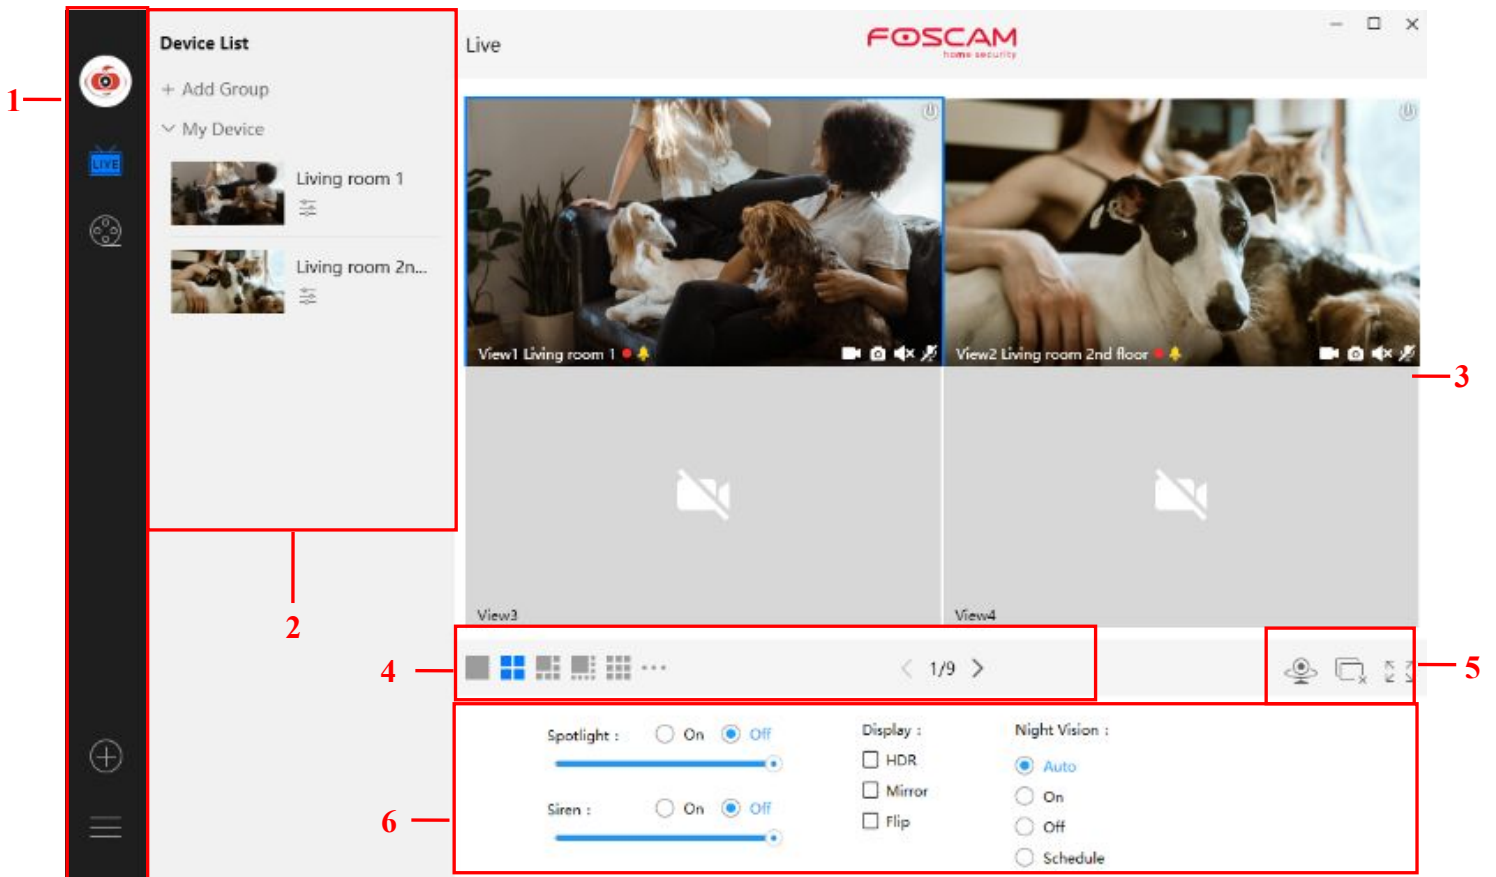 Device List
Live
FOSCAM
home security
1
+ Add Group
My Device
LIVE
Living room 1
Living room 2n...
View1 Living room 1
View2 Living room 2nd floor
3
2
View3
View4
4
1/9
5
Spotlight :
On
Off
Siren :
On
Off
Display :
HDR
Mirror
Flip
Night Vision :
Auto
On
Off
Schedule
6